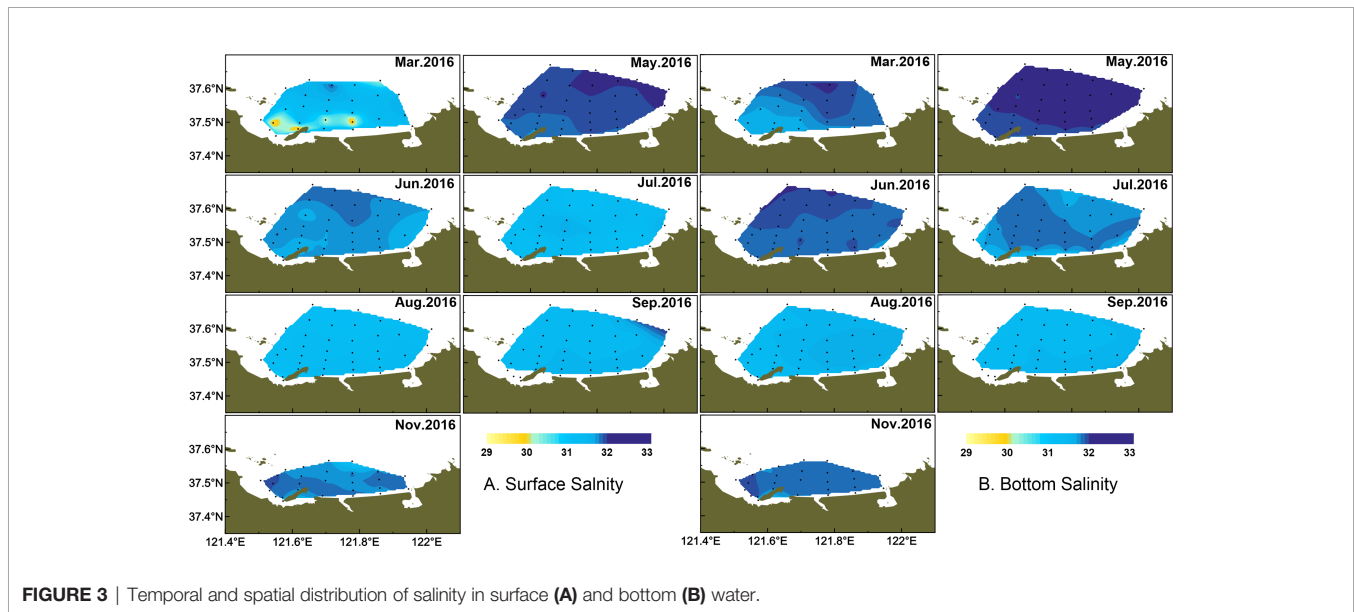 Mar.2016 May.2016 Mar.2016 May.2016
37.6°N
37.5°N
37.4°N
Jun.2016 Jul.2016 Jun.2016 Jul.2016
37.6°N
37.5°N
37.4°N
Aug.2016 Sep.2016 Aug.2016 Sep.2016
37.6°N
37.5°N
37.4°N
Nov.2016 Nov.2016
37.6°N
37.5°N
37.4°N
29 30 31 32 33 29 30 31 32 33
A. Surface Salnity B. Bottom Salinity
121.4°E 121.6°E 121.8°E 122°E 121.4°E 121.6°E 121.8°E 122°E
FIGURE 3 | Temporal and spatial distribution of salinity in surface (A) and bottom (B) water.